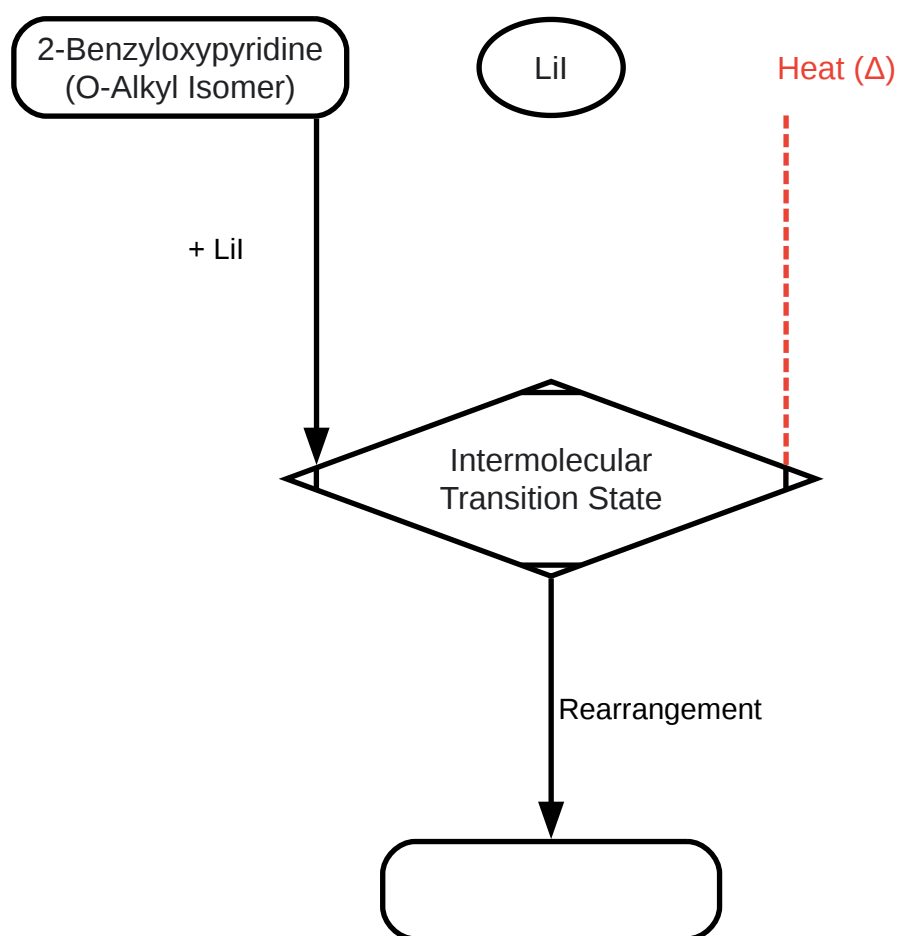 2-Benzyloxypyridine
(O-Alkyl Isomer)
LiI
Heat (Δ)
+ LiI
Intermolecular
Transition State
Rearrangement